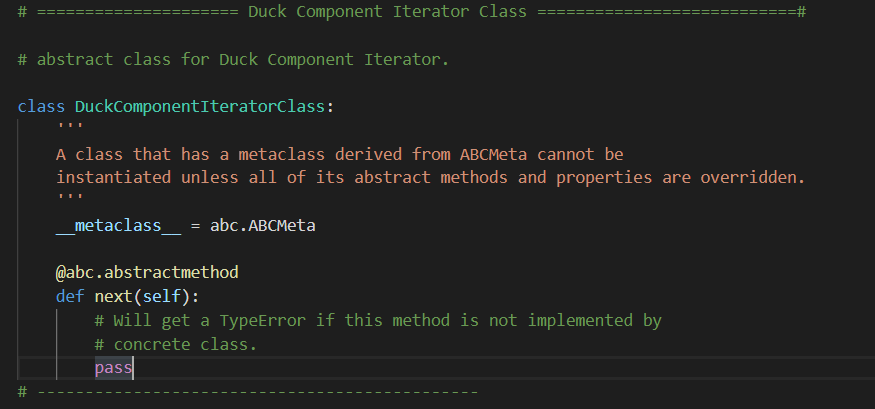 # ===================== Duck Component Iterator Class ===========================#
# abstract class for Duck Component Iterator.
class DuckComponentIteratorClass:
'''
A class that has a metaclass derived from ABCMeta cannot be
instantiated unless all of its abstract methods and properties are overridden.
'''
__metaclass__ = abc.ABCMeta
@abc.abstractmethod
def next(self):
# Will get a TypeError if this method is not implemented by
# concrete class.
pass
# ----------------------------------------------